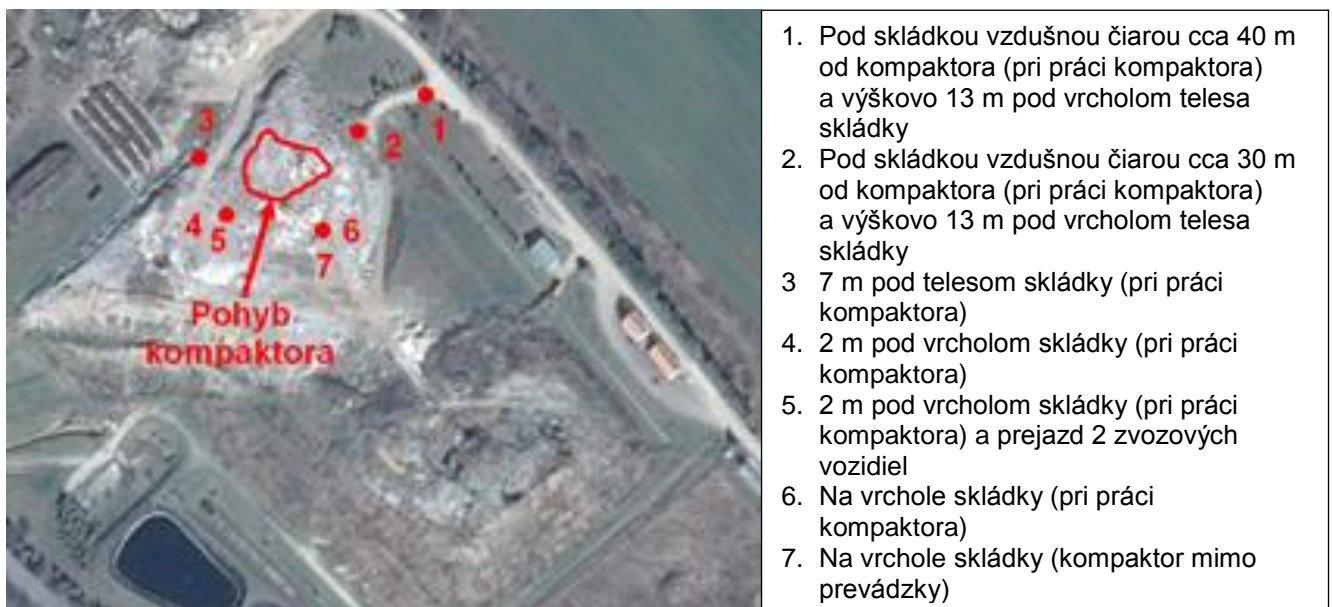 3
1
2
4
5
6
7
Pohyb
kompaktora
1. Pod skládkou vzdušnou čiarou cca 40 m
od kompaktora (pri práci kompaktora)
a výškovo 13 m pod vrcholom telesa
skládky
2. Pod skládkou vzdušnou čiarou cca 30 m
od kompaktora (pri práci kompaktora)
a výškovo 13 m pod vrcholom telesa
skládky
3 7 m pod telesom skládky (pri práci
kompaktora)
4. 2 m pod vrcholom skládky (pri práci
kompaktora)
5. 2 m pod vrcholom skládky (pri práci
kompaktora) a prejazd 2 zvozových
vozidiel
6. Na vrchole skládky (pri práci
kompaktora)
7. Na vrchole skládky (kompaktor mimo
prevádzky)